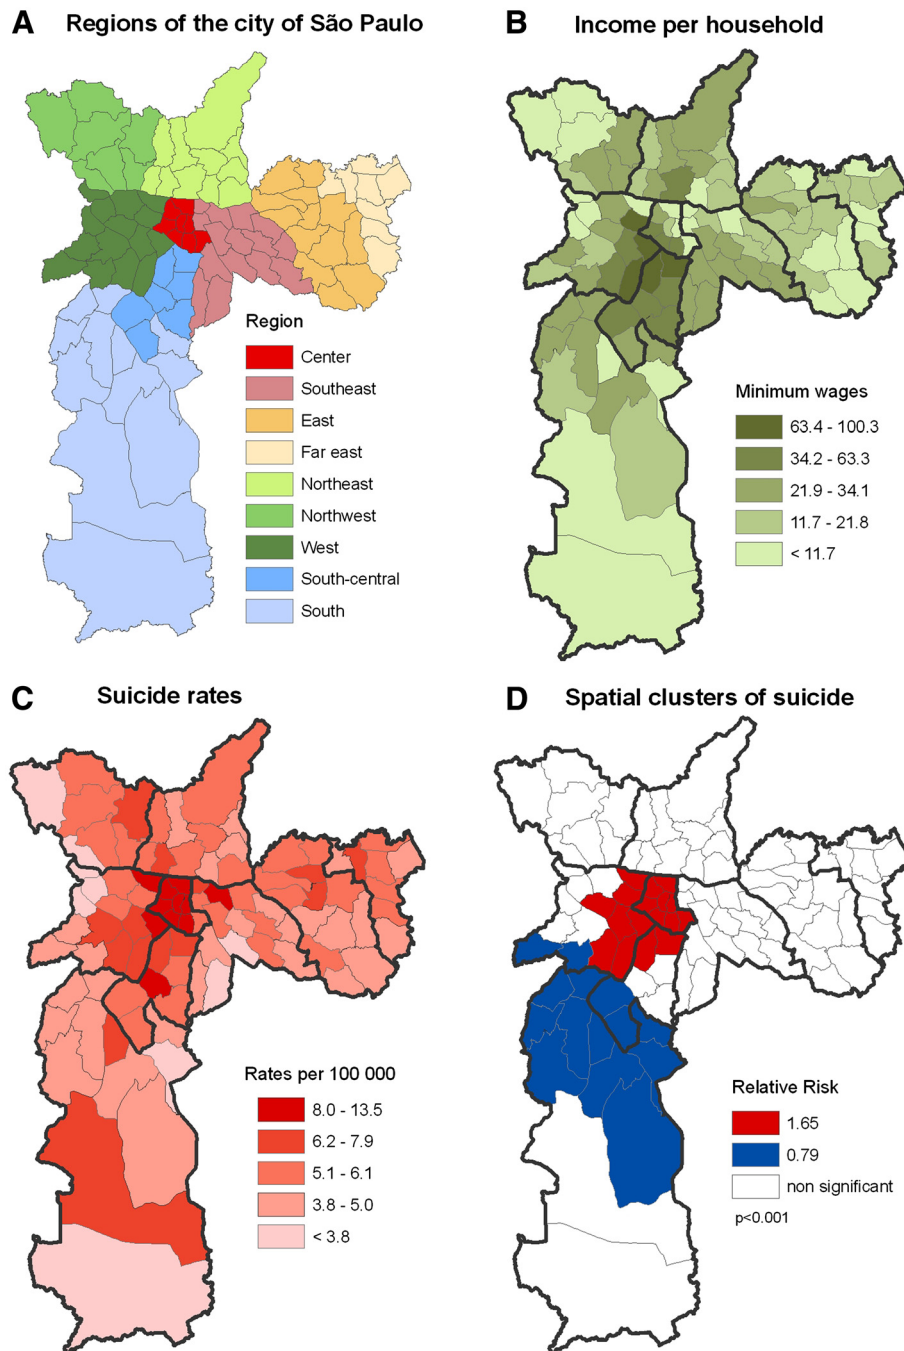 A Regions of the city of São Paulo
B Income per household
Region
Center
Southeast
East
Far east
Northeast
Northwest
West
South-central
South
Minimum wages
63.4 - 100.3
34.2 - 63.3
21.9 - 34.1
11.7 - 21.8
< 11.7
C Suicide rates
D Spatial clusters of suicide
Rates per 100 000
8.0 - 13.5
6.2 - 7.9
5.1 - 6.1
3.8 - 5.0
< 3.8
Relative Risk
1.65
0.79
non significant
p<0.001